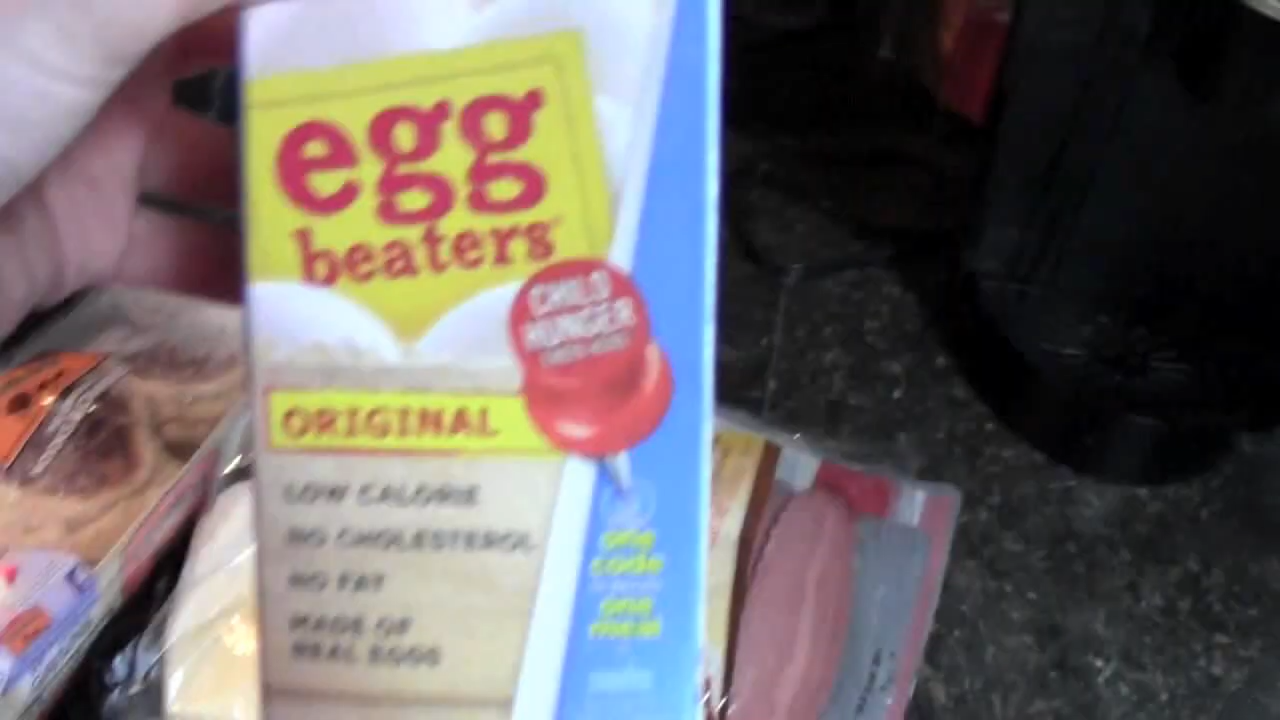 egg
beaters
CHILD
HUNGER
ORIGINAL
LOW CALORIE
NO CHOLESTEROL
NO FAT
MADE OF
REAL EGGS
one
code
one
meal